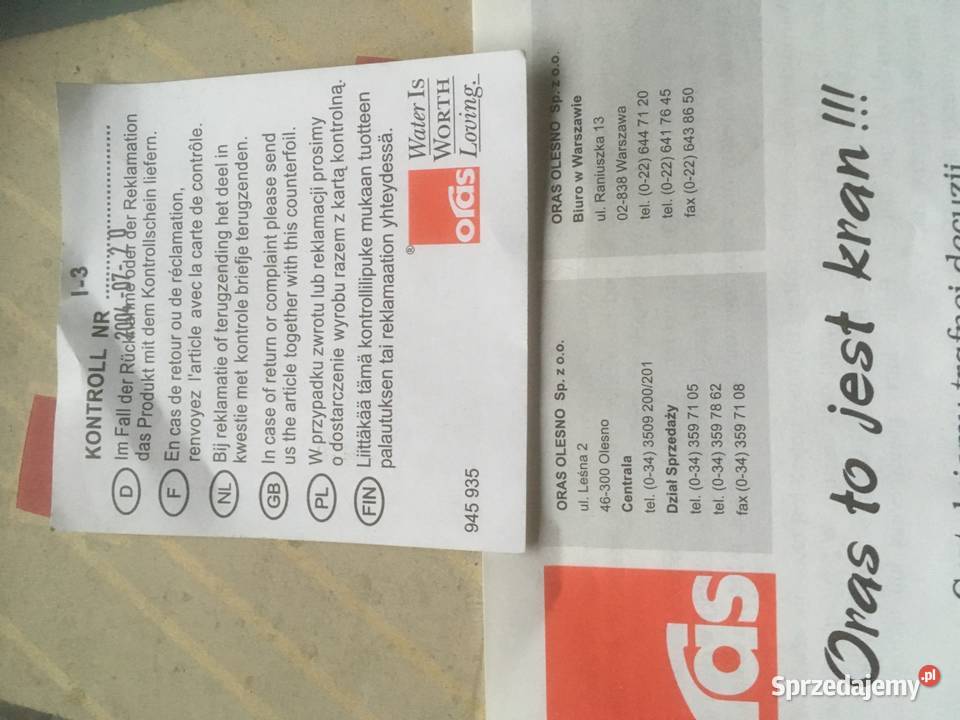 KONTROLL NR I-3
2004-07-20
D Im Fall der Rücknahme oder der Reklamation
das Produkt mit dem Kontrollschein liefern.
F En cas de retour ou de réclamation,
renvoyez l'article avec la carte de contrôle.
NL Bij reklamatie of terugzending het deel in
kwestie met kontrole briefje terugzenden.
GB In case of return or complaint please send
us the article together with this counterfoil.
PL W. przypadku zwrotu lub reklamacji prosimy
o dostarczenie wyrobu razem z kartą kontrolną.
FIN Liittäkää tämä kontrollilipuke mukaan tuotteen
palautuksen tai reklamaation yhteydessä.
945 935
® oras
Water Is
WORTH
Loving.
oras
ORAS OLESNO Sp. z o.o.
ul. Leśna 2
46-300 Olesno
Centrala
tel. (0-34) 3509 200/201
Dział Sprzedaży
tel. (0-34) 359 71 05
tel. (0-34) 359 78 62
fax (0-34) 359 71 08
ORAS OLESNO Sp. z o.o.
Biuro w Warszawie
ul. Raniuszka 13
02-838 Warszawa
tel. (0-22) 644 71 20
tel. (0-22) 641 76 45
fax (0-22) 643 86 50
Oras to jest kran!!!
trafnej decyzji
Sprzedajemy.pl